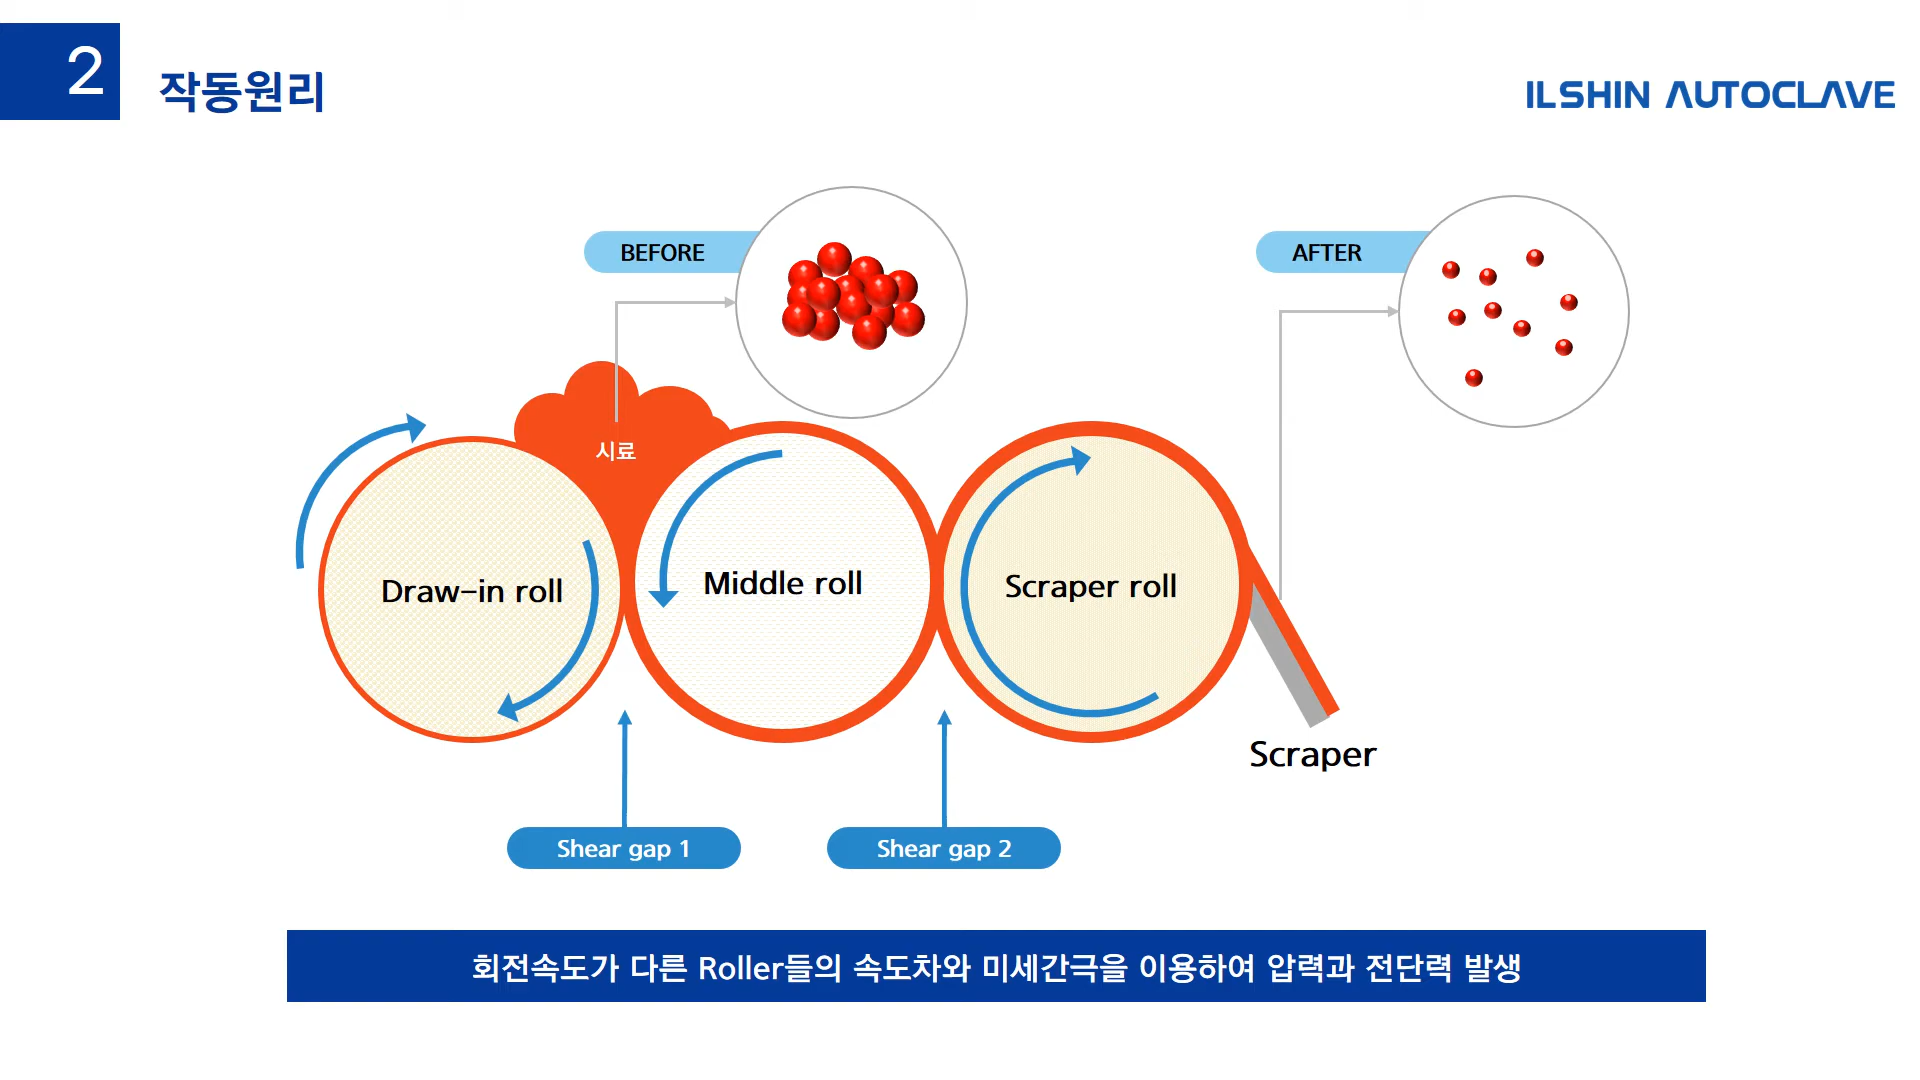 2
작동원리
ILSHIN AUTOCLAVE
BEFORE
AFTER
시료
Draw-in roll
Middle roll
Scraper roll
Scraper
Shear gap 1
Shear gap 2
회전속도가 다른 Roller들의 속도차와 미세간극을 이용하여 압력과 전단력 발생